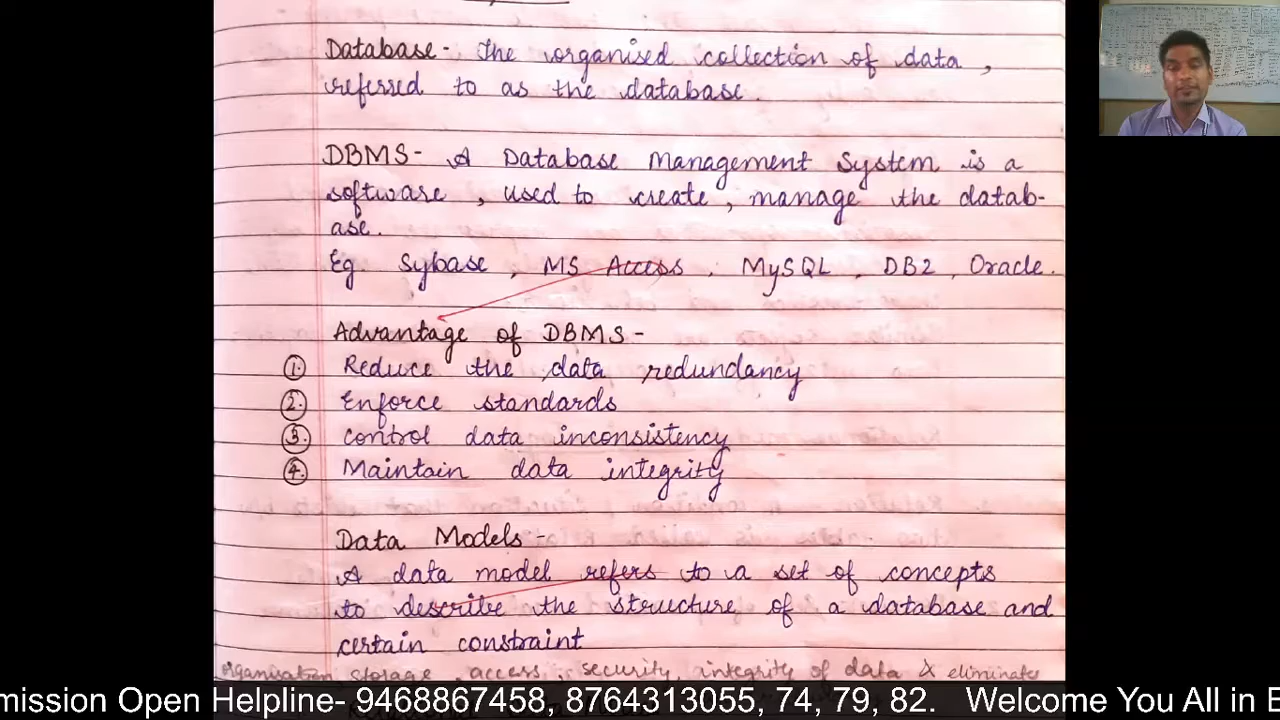 Database- The organised collection of data,
referred to as the database.
DBMS- A Database Management System is a
software, used to create, manage the datab-
ase.
Eg. Sybase, MS Access, MySQL, DB2, Oracle.
Advantage of DBMS-
1. Reduce the data redundancy
2. Enforce standards
3. Control data inconsistency
4. Maintain data integrity
Data Models-
A data model refers to a set of concepts
to describe the structure of a database and
certain constraint
organisation storage, access, security, integrity of data & eliminates
mission Open Helpline- 9468867458, 8764313055, 74, 79, 82. Welcome You All in E